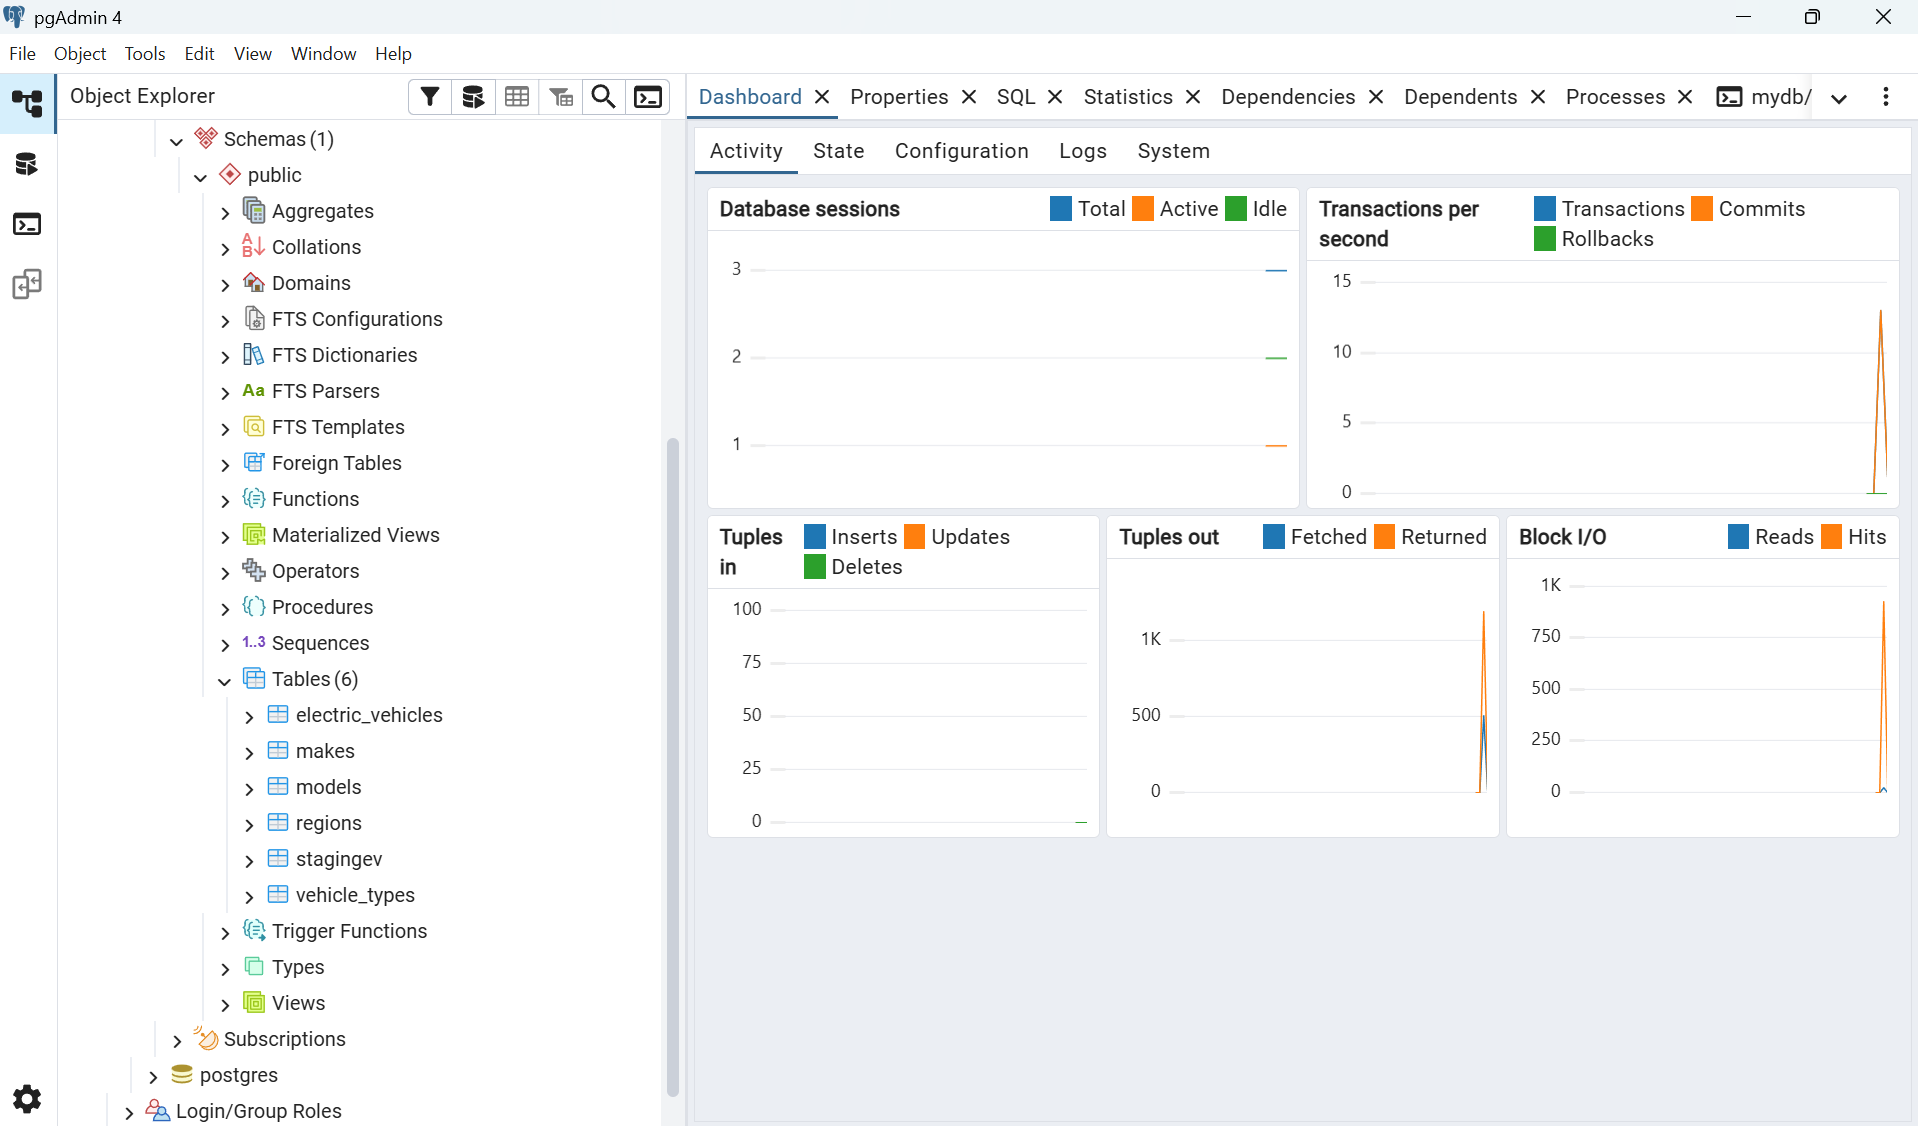 pgAdmin 4
File Object Tools Edit View Window Help
Object Explorer
Dashboard Properties SQL Statistics Dependencies Dependents Processes mydb/
Schemas (1)
public
Aggregates
Collations
Domains
FTS Configurations
FTS Dictionaries
Aa FTS Parsers
FTS Templates
Foreign Tables
Functions
Materialized Views
Operators
Procedures
1..3 Sequences
Tables (6)
electric_vehicles
makes
models
regions
stagingev
vehicle_types
Trigger Functions
Types
Views
Subscriptions
postgres
Login/Group Roles
Activity State Configuration Logs System
Database sessions Total Active Idle
3
2
1
Transactions per second Transactions Commits Rollbacks
15
10
5
0
Tuples in Inserts Updates Deletes
100
75
50
25
0
Tuples out Fetched Returned
1K
500
0
Block I/O Reads Hits
1K
750
500
250
0